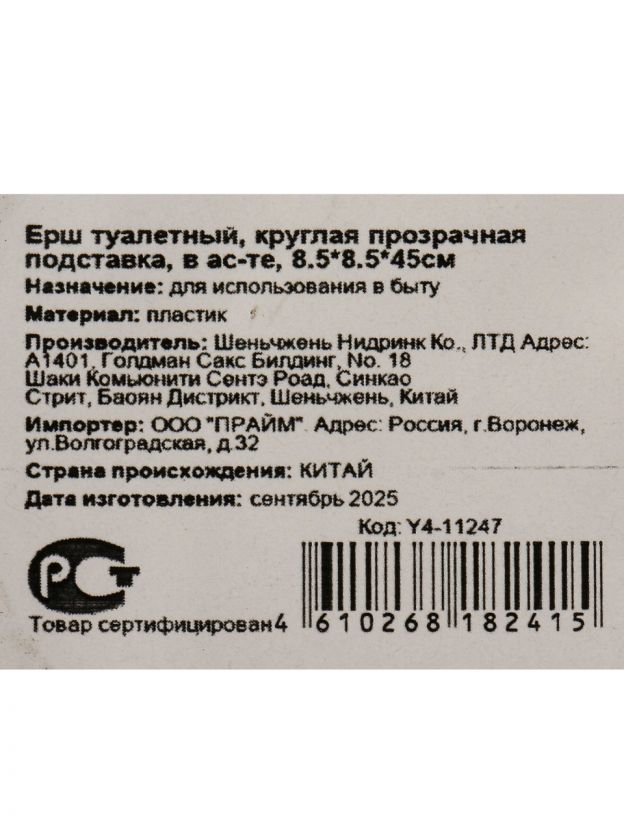 Ерш туалетный, круглая прозрачная
подставка, в ас-те, 8.5*8.5*45см
Назначение: для использования в быту
Материал: пластик
Производитель: Шеньчжень Нидринк Ко., ЛТД Адрес:
А1401, Голдман Сакс Билдинг, No. 18
Шаки Комьюнити Сентэ Роад, Синкао
Стрит, Баоян Дистрикт, Шеньчжень, Китай
Импортер: ООО "ПРАЙМ" Адрес: Россия, г.Воронеж,
ул.Волгоградская, д.32
Страна происхождения: КИТАЙ
Дата изготовления: сентябрь 2025
Код: Y4-11247
РСТ
Товар сертифицирован
4 610268 182415